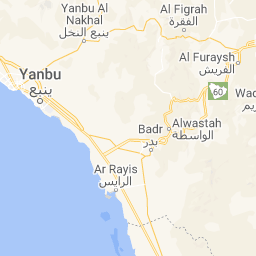 Yanbu Al
Nakhal
ينبع النخل
Al Figrah
الفقرة
Al Furaysh
الفريش
Yanbu
ينبع
60
Wad
يم
Badr
بدر
Alwastah
الواسطة
Ar Rayis
الرايس